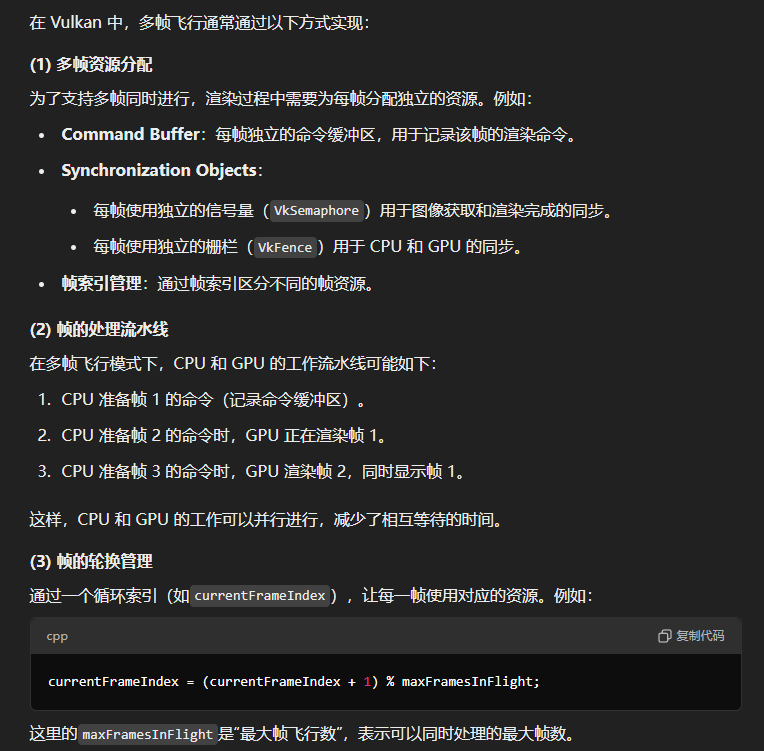 在 Vulkan 中，多帧飞行通常通过以下方式实现：
(1) 多帧资源分配
为了支持多帧同时进行，渲染过程中需要为每帧分配独立的资源。例如：
• Command Buffer：每帧独立的命令缓冲区，用于记录该帧的渲染命令。
• Synchronization Objects：
• 每帧使用独立的信号量（VkSemaphore）用于图像获取和渲染完成的同步。
• 每帧使用独立的栅栏（VkFence）用于 CPU 和 GPU 的同步。
• 帧索引管理：通过帧索引区分不同的帧资源。
(2) 帧的处理流水线
在多帧飞行模式下，CPU 和 GPU 的工作流水线可能如下：
1. CPU 准备帧 1 的命令（记录命令缓冲区）。
2. CPU 准备帧 2 的命令时，GPU 正在渲染帧 1。
3. CPU 准备帧 3 的命令时，GPU 渲染帧 2，同时显示帧 1。
这样，CPU 和 GPU 的工作可以并行进行，减少了相互等待的时间。
(3) 帧的轮换管理
通过一个循环索引（如 currentFrameIndex），让每一帧使用对应的资源。例如：
cpp 复制代码
currentFrameIndex = (currentFrameIndex + 1) % maxFramesInFlight;
这里的 maxFramesInFlight 是“最大帧飞行数”，表示可以同时处理的最大帧数。